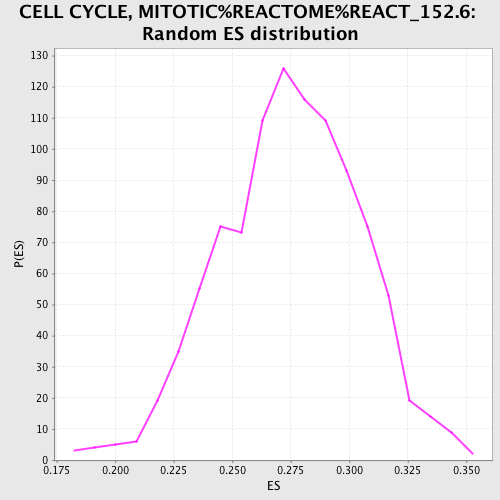 CELL CYCLE, MITOTIC%REACTOME%REACT_152.6:
Random ES distribution
130
120
110
100
90
80
70
60
50
40
30
20
10
0
P(ES)
0.175 0.200 0.225 0.250 0.275 0.300 0.325 0.350
ES